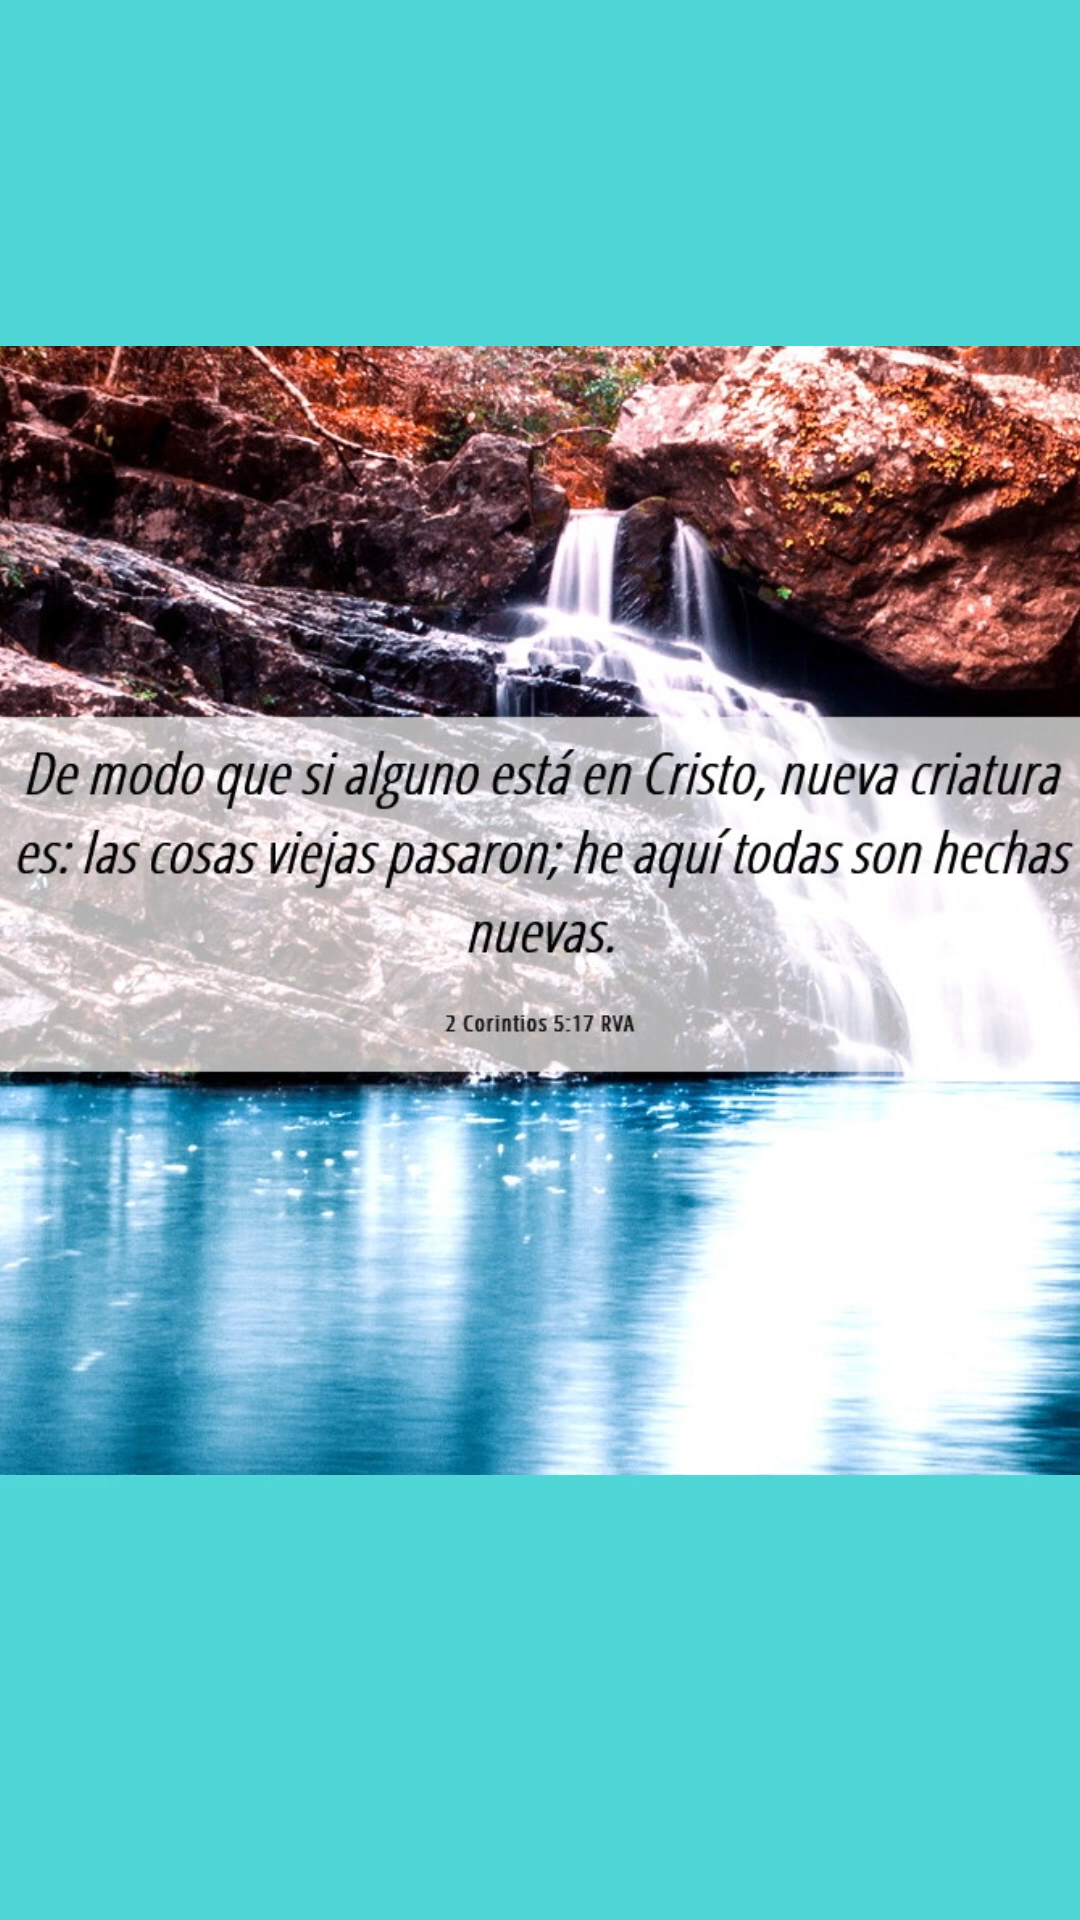 De modo que si alguno está en Cristo, nueva criatura
es: las cosas viejas pasaron; he aquí todas son hechas
nuevas.
2 Corintios 5:17 RVA